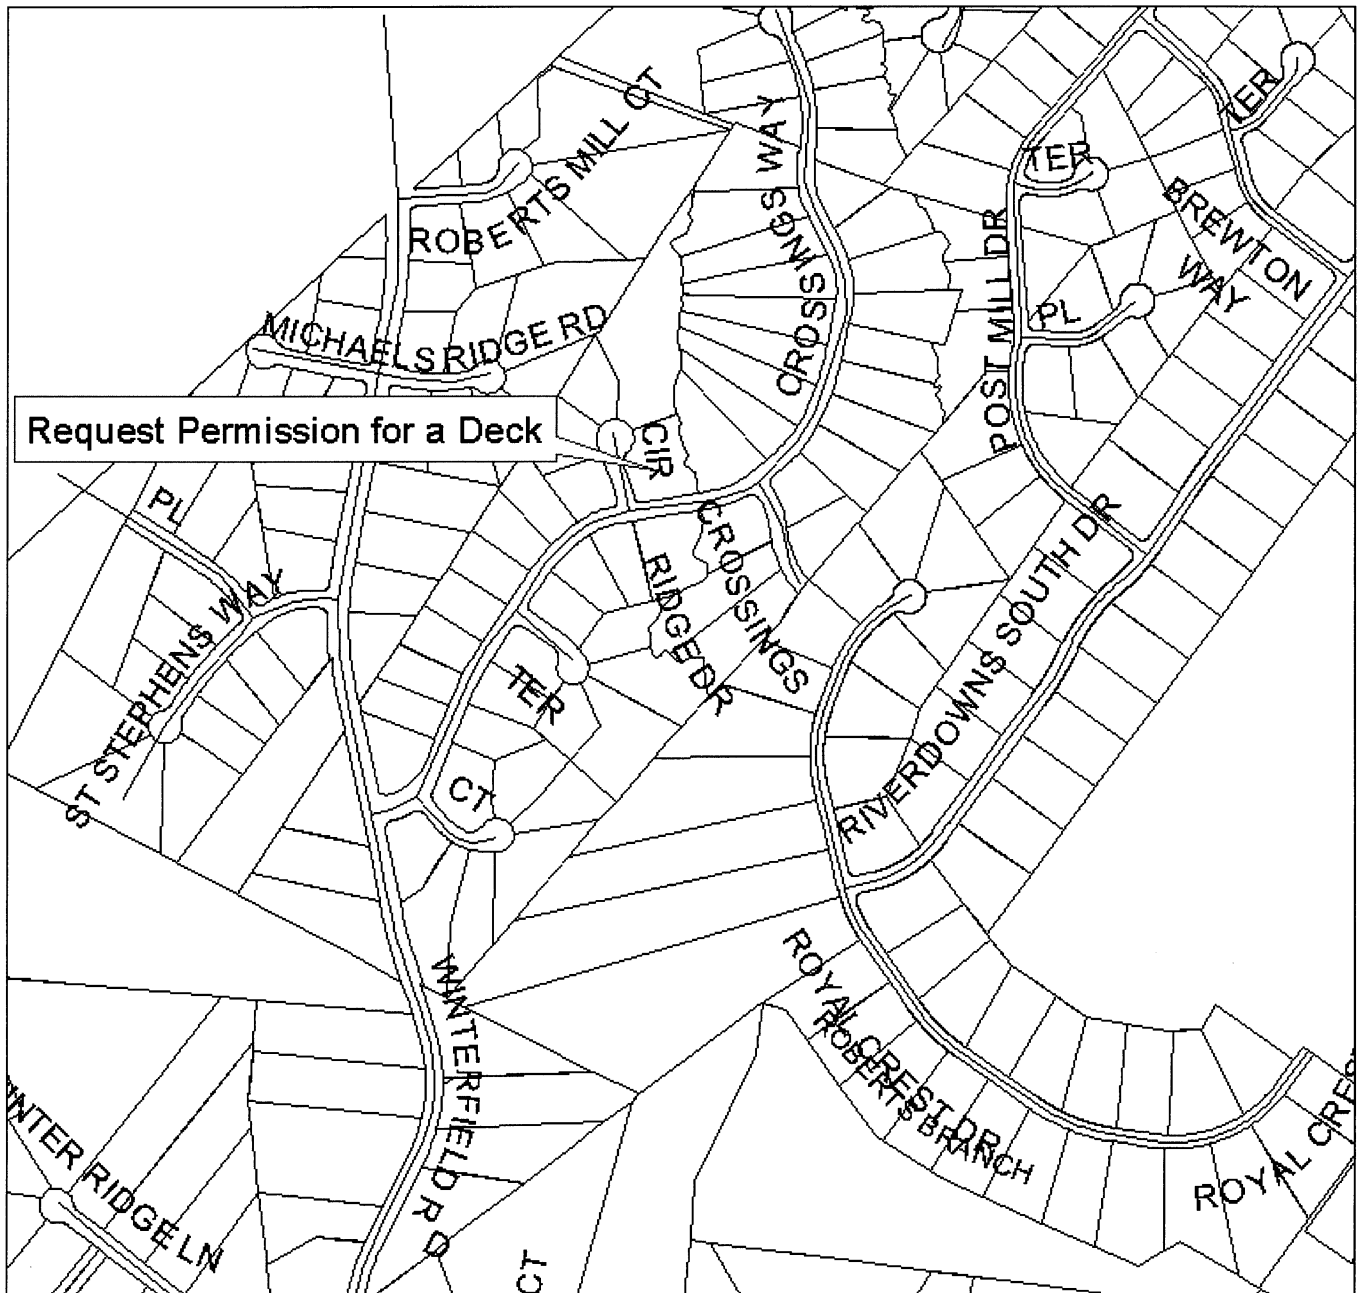 TER
ROBERTS MILL CT
CROSSINGS WAY
TER
BREWTON
WAY
POST MILL DR
PL
MICHAELS RIDGE RD
Request Permission for a Deck
CIR
PL
CROSSINGS
RIDGE DR
RIVERDOWNS SOUTH DR
ST STEPHENS WAY
TER
CT
WINTERFIELD RD
ROYAL CREST DR
ROBERTS BRANCH
ROYAL CRES
INTER RIDGE LN
CT